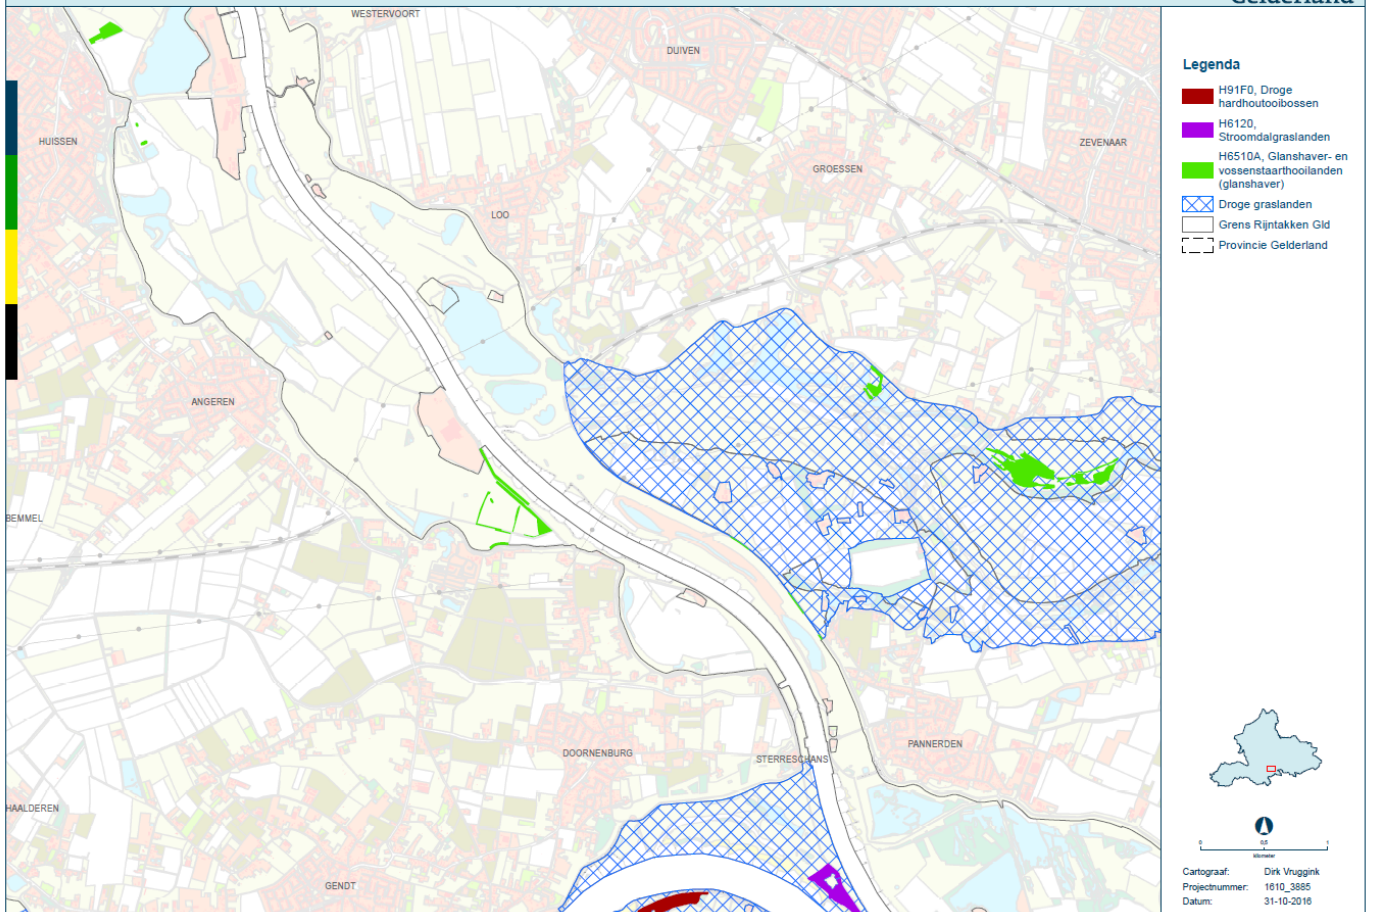 Gelderland
WESTERVOORT
DUIVEN
HUISSEN
ZEVENAAR
GROESSEN
LOO
ANGEREN
BEMMEL
DOORNENBURG
STERRESCHANS
PANNERDEN
HAALDEREN
GENDT
Legenda
H91F0, Droge
hardhoutooibossen
H6120,
Stroomdalgraslanden
H6510A, Glanshaver- en
vossenstaarthooilanden
(glanshaver)
Droge graslanden
Grens Rijntakken Gld
Provincie Gelderland
0 0,5 1
kilometer
Cartograaf: Dirk Vruggink
Projectnummer: 1610_3885
Datum: 31-10-2016